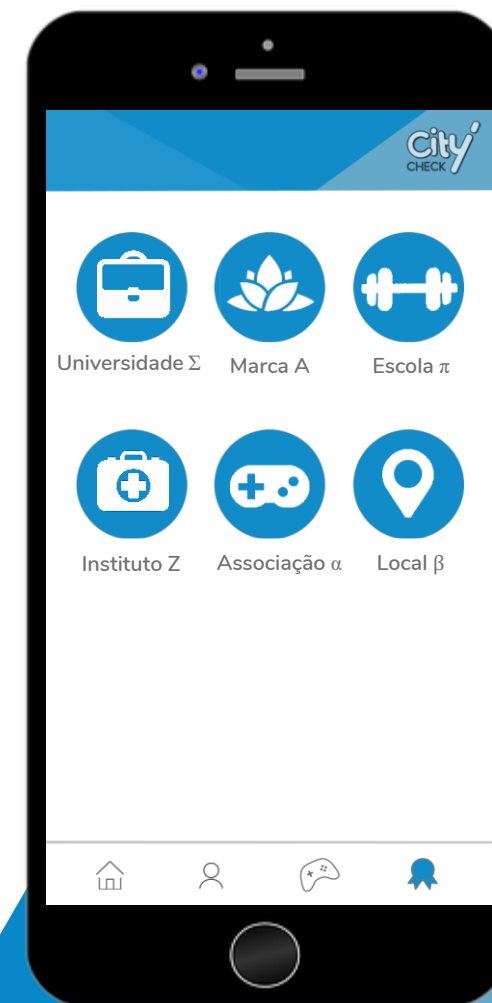 City
CHECK
Universidade Σ
Marca A
Escola π
Instituto Z
Associação α
Local β